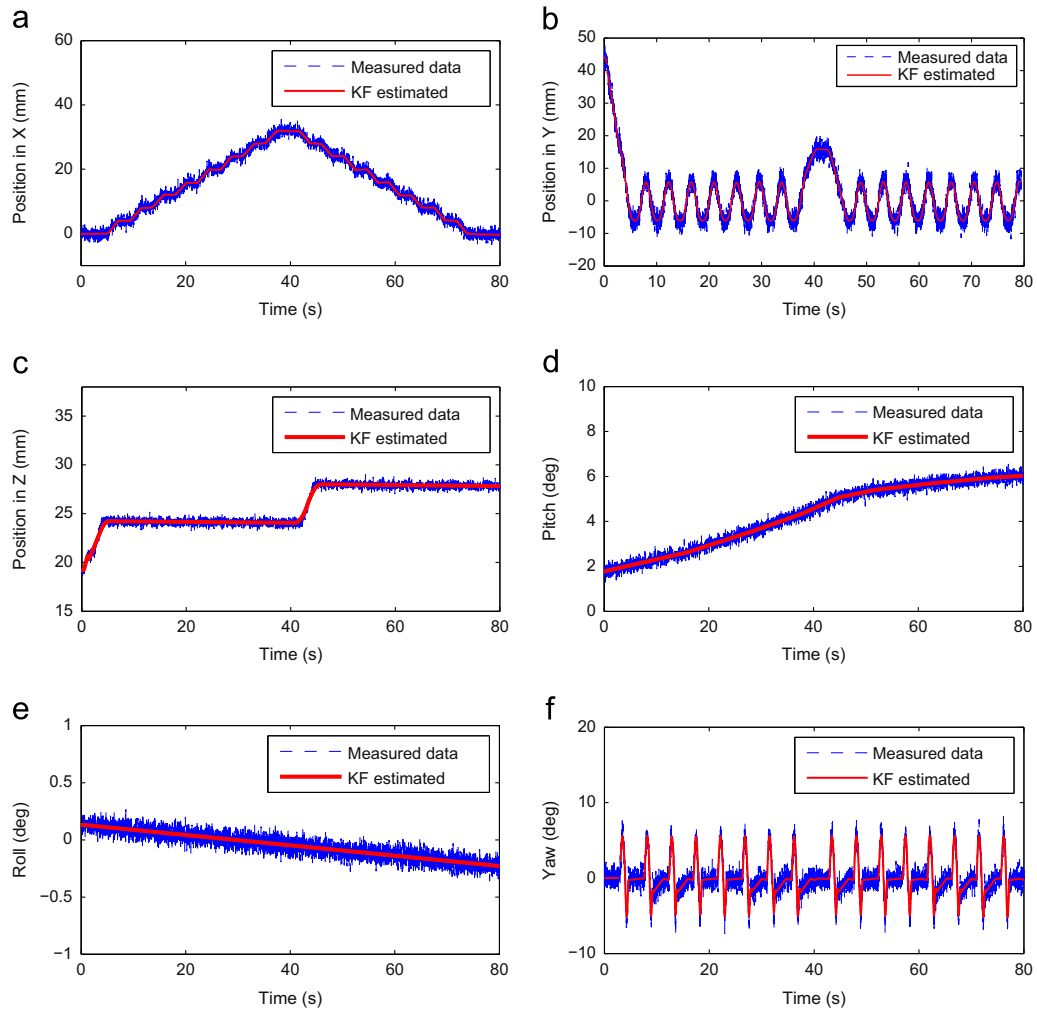 a
60
40
20
0
Position in X (mm)
Measured data
KF estimated
0 20 40 60 80
Time (s)
b
50
40
30
20
10
0
−10
−20
Position in Y (mm)
Measured data
KF estimated
0 10 20 30 40 50 60 70 80
Time (s)
c
35
30
25
20
15
Position in Z (mm)
Measured data
KF estimated
0 20 40 60 80
Time (s)
d
10
8
6
4
2
0
Pitch (deg)
Measured data
KF estimated
0 20 40 60 80
Time (s)
e
1
0.5
0
−0.5
−1
Roll (deg)
Measured data
KF estimated
0 20 40 60 80
Time (s)
f
20
10
0
−10
Yaw (deg)
Measured data
KF estimated
0 20 40 60 80
Time (s)